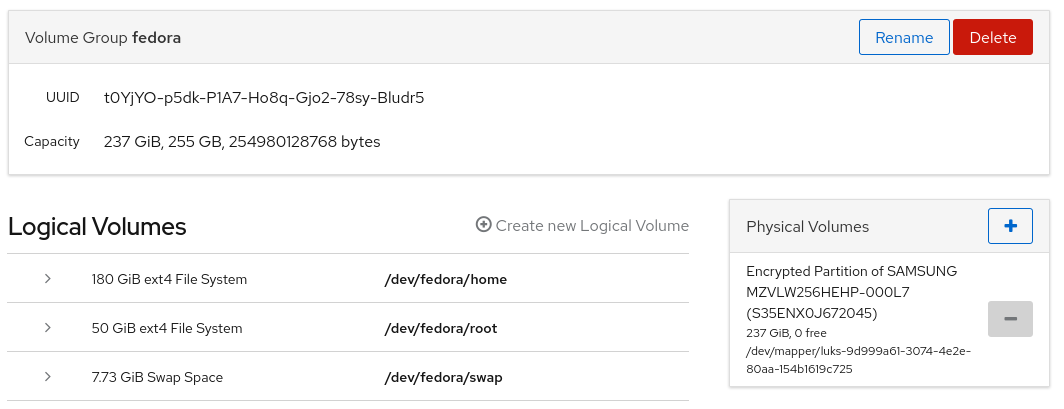 Volume Group fedora
Rename
Delete
UUID t0YjYO-p5dk-P1A7-Ho8q-Gjo2-78sy-Bludr5
Capacity 237 GiB, 255 GB, 254980128768 bytes
Logical Volumes
Create new Logical Volume
180 GiB ext4 File System /dev/fedora/home
50 GiB ext4 File System /dev/fedora/root
7.73 GiB Swap Space /dev/fedora/swap
Physical Volumes
Encrypted Partition of SAMSUNG
MZVLW256HEHP-000L7
(S35ENX0J672045)
237 GiB, 0 free
/dev/mapper/luks-9d999a61-3074-4e2e-
80aa-154b1619c725